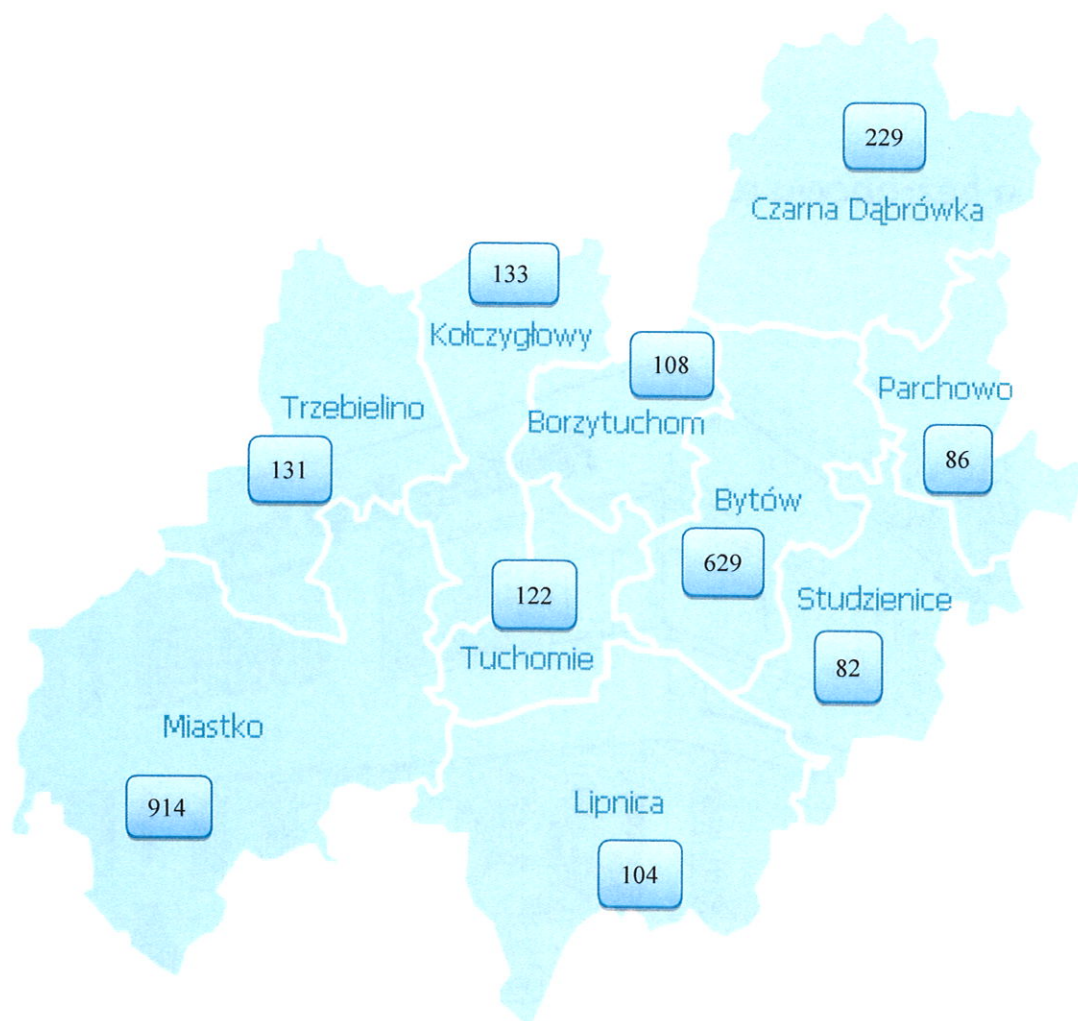 229
Czarna Dąbrówka
133
Kołczygłowy
108
Borzytuchom
Parchowo
86
Trzebielino
131
Bytów
629
122
Tuchomie
Studzienice
82
Miastko
914
Lipnica
104